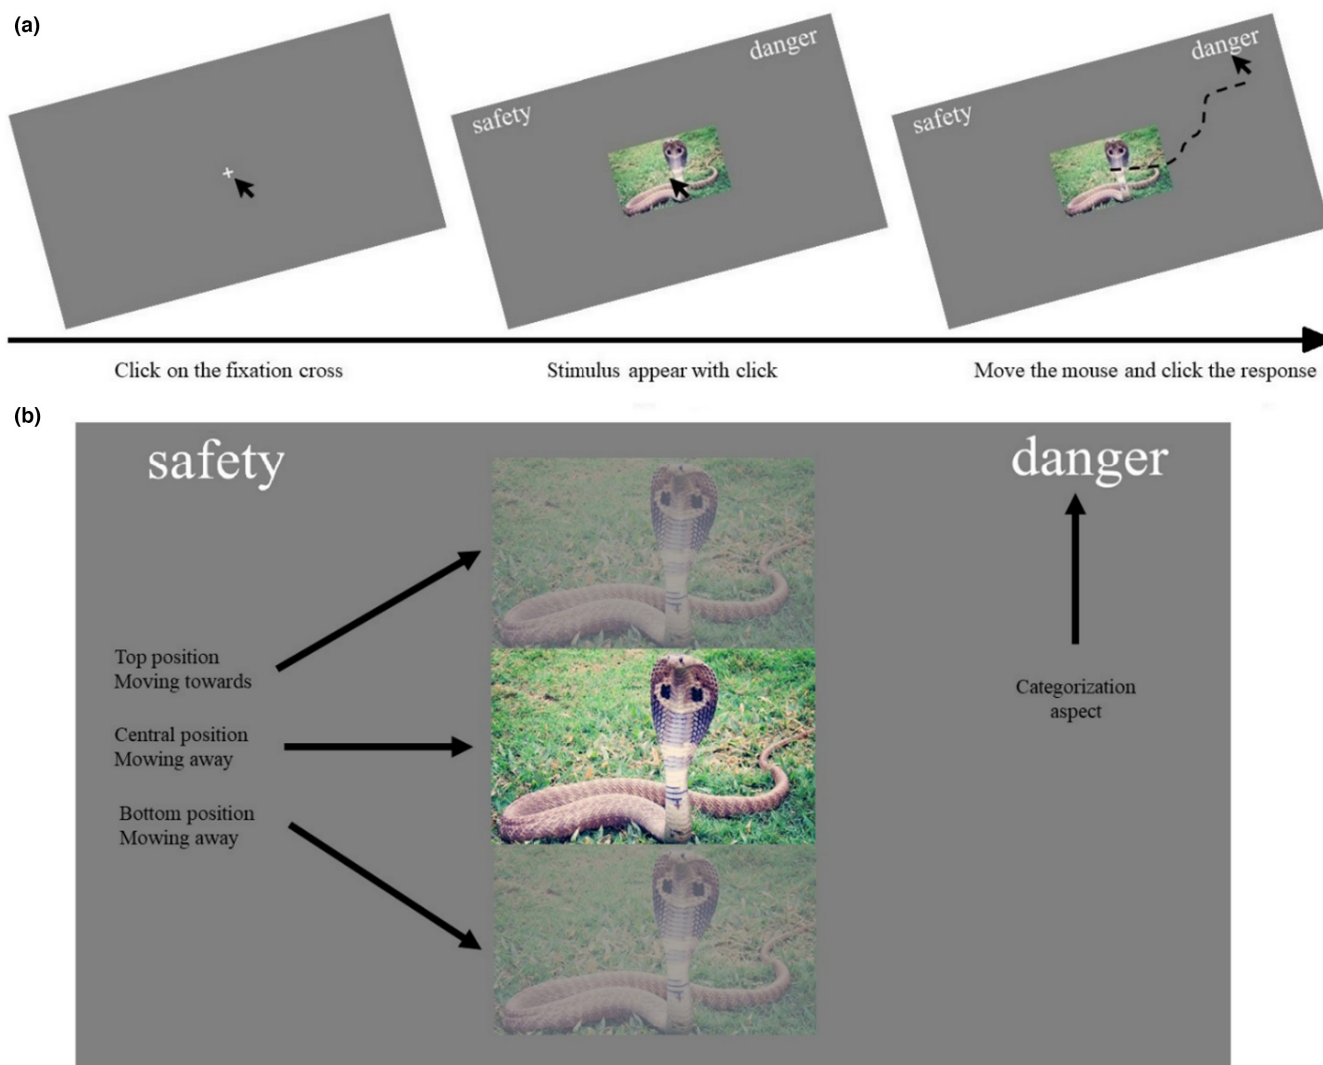 (a)
safety
danger
safety
danger
Click on the fixation cross
Stimulus appear with click
Move the mouse and click the response
(b)
safety
danger
Top position
Moving towards
Central position
Mowing away
Bottom position
Mowing away
Categorization
aspect